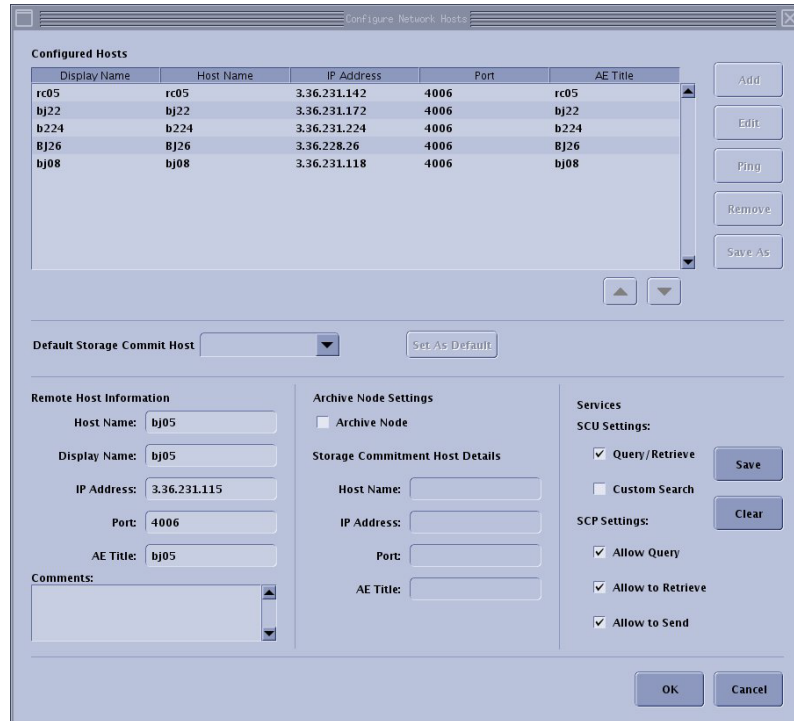 Configure Network Hosts
Configured Hosts
Display Name Host Name IP Address Port AE Title
rc05 rc05 3.36.231.142 4006 rc05
bj22 bj22 3.36.231.172 4006 bj22
b224 b224 3.36.231.224 4006 b224
BJ26 BJ26 3.36.228.26 4006 BJ26
bj08 bj08 3.36.231.118 4006 bj08
Add
Edit
Ping
Remove
Save As
Default Storage Commit Host
Set As Default
Remote Host Information
Host Name: bj05
Display Name: bj05
IP Address: 3.36.231.115
Port: 4006
AE Title: bj05
Comments:
Archive Node Settings
Archive Node
Storage Commitment Host Details
Host Name:
IP Address:
Port:
AE Title:
Services
SCU Settings:
Query/Retrieve
Custom Search
SCP Settings:
Allow Query
Allow to Retrieve
Allow to Send
Save
Clear
OK
Cancel